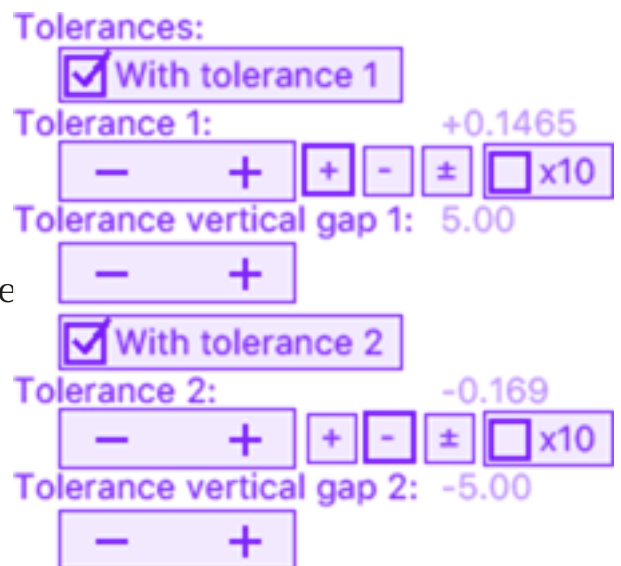 Tolerances:
With tolerance 1
Tolerance 1: +0.1465
− + + - ± x10
Tolerance vertical gap 1: 5.00
− +
e
With tolerance 2
Tolerance 2: -0.169
− + + - ± x10
Tolerance vertical gap 2: -5.00
− +